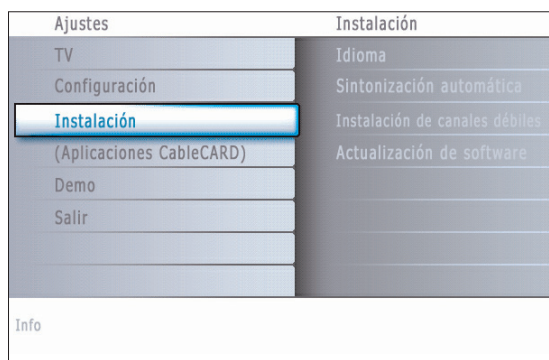 Ajustes
TV
Configuración
Instalación
(Aplicaciones CableCARD)
Demo
Salir
Instalación
Idioma
Sintonización automática
Instalación de canales débiles
Actualización de software
Info